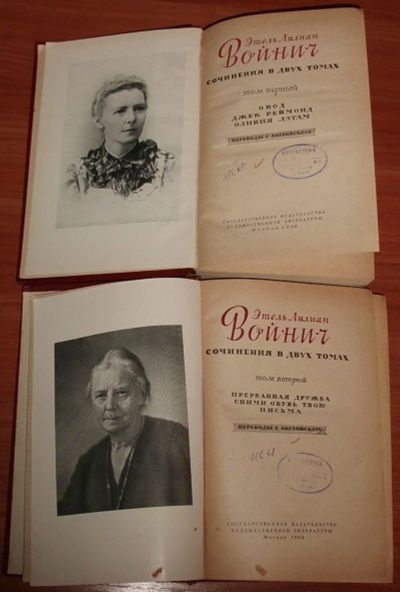 Этель Лилиан
Войнич
СОЧИНЕНИЯ В ДВУХ ТОМАХ
том первый
ОВОД
ДЖЕК РЕЙМОНД
ОЛИВИЯ ЛЭТАМ
ПЕРЕВОДЫ С АНГЛИЙСКОГО
ГОСУДАРСТВЕННОЕ ИЗДАТЕЛЬСТВО
ХУДОЖЕСТВЕННОЙ ЛИТЕРАТУРЫ
Москва
Этель Лилиан
Войнич
СОЧИНЕНИЯ В ДВУХ ТОМАХ
том второй
ПРЕРВАННАЯ ДРУЖБА
СНИМИ ОБУВЬ ТВОЮ
ПИСЬМА
ПЕРЕВОДЫ С АНГЛИЙСКОГО
ГОСУДАРСТВЕННОЕ ИЗДАТЕЛЬСТВО
ХУДОЖЕСТВЕННОЙ ЛИТЕРАТУРЫ
Москва